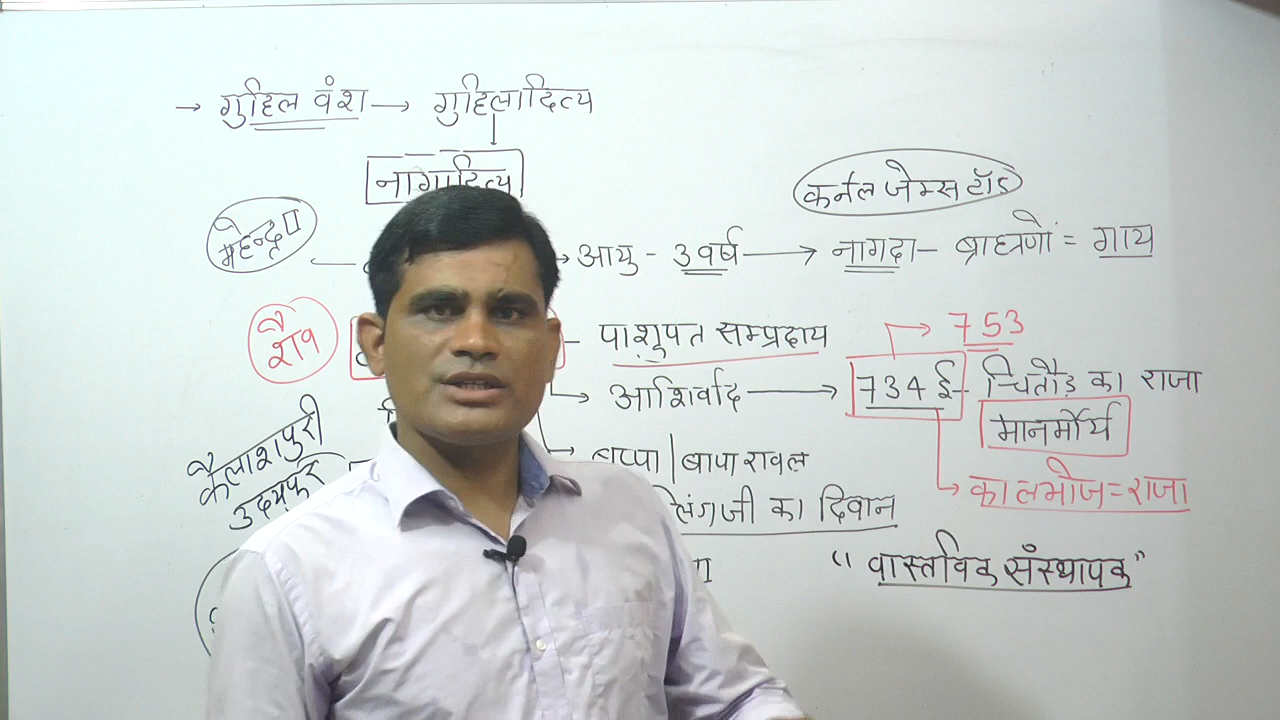 → गुहिल वंश → गुहिलादित्य
नागादित्य
कर्नल जेम्स टॉड
महेन्द्र II
आयु - 3 वर्ष → नागदा - ब्राह्मणों = गाय
शैव
पाशुपत सम्प्रदाय
→ 753
आशिर्वाद → 734 ई - चितौड़ का राजा
मानमौर्य
कैलाशपुरी
उदयपुर
बप्पा | बापा रावल
कालभोज = राजा
लिंगजी का दिवान
"वास्तविक संस्थापक"